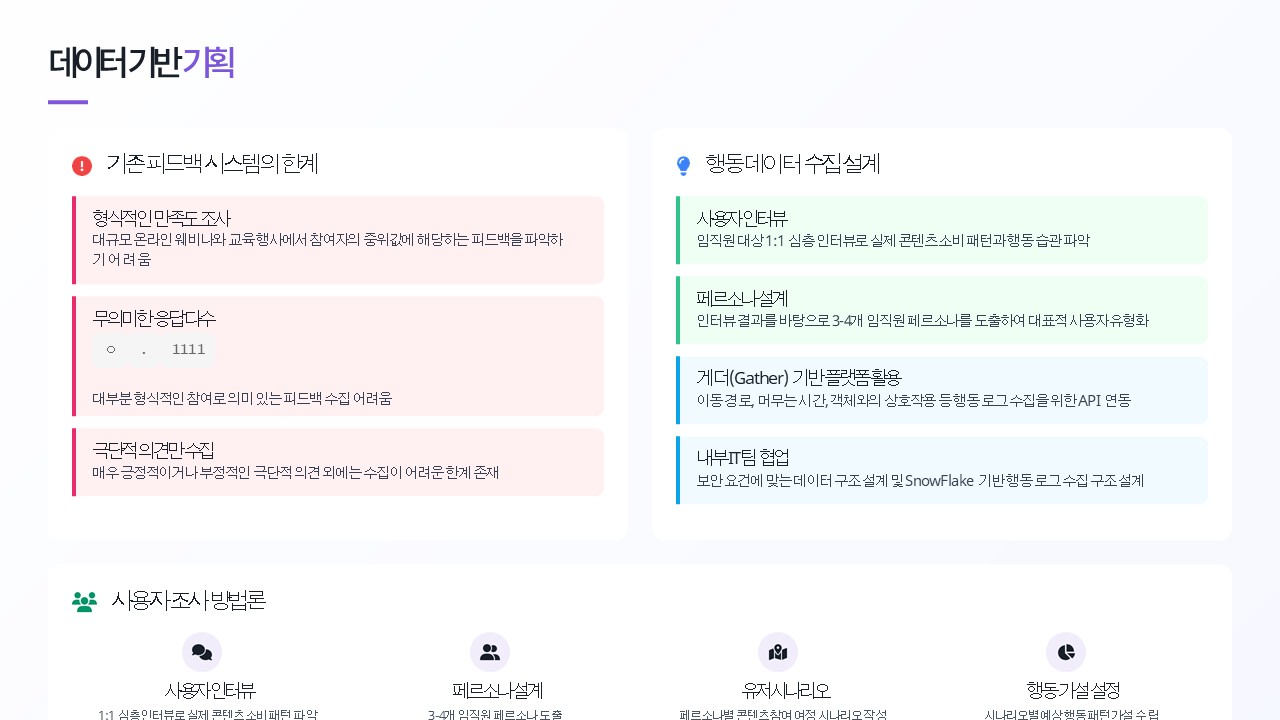 데이터 기반 기획
기존 피드백 시스템의 한계
형식적인 만족도 조사
대규모 온라인 웨비나와 교육 행사에서 참여자의 중위값에 해당하는 피드백을 파악하
기 어려움
무의미한 응답 다수
ㅇ . 1111
대부분 형식적인 참여로 의미 있는 피드백 수집 어려움
극단적 의견만 수집
매우 긍정적이거나 부정적인 극단적 의견 외에는 수집이 어려운 한계 존재
행동 데이터 수집 설계
사용자 인터뷰
임직원 대상 1:1 심층 인터뷰로 실제 콘텐츠 소비 패턴과 행동 습관 파악
페르소나 설계
인터뷰 결과를 바탕으로 3-4개 임직원 페르소나를 도출하여 대표적 사용자 유형화
게더(Gather) 기반 플랫폼 활용
이동 경로, 머무는 시간, 객체와의 상호작용 등 행동 로그 수집을 위한 API 연동
내부 IT팀 협업
보안 요건에 맞는 데이터 구조 설계 및 SnowFlake 기반 행동 로그 수집 구조 설계
사용자 조사 방법론
사용자 인터뷰
1:1 심층 인터뷰로 실제 콘텐츠 소비 패턴 파악
페르소나 설계
3-4개 임직원 페르소나 도출
유저 시나리오
페르소나별 콘텐츠 참여 여정 시나리오 작성
행동 가설 설정
시나리오별 예상 행동 패턴 가설 수립